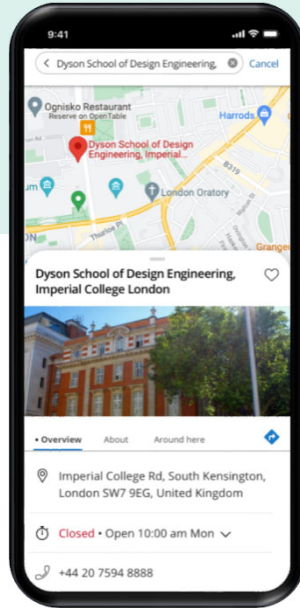 9:41
Dyson School of Design Engineering,
Cancel
Ognisko Restaurant
Reserve on OpenTable
Harrods
Dyson School of Design
Engineering, Imperial...
B319
um
London Oratory
Thurloe Pl
ON
Granger
Dyson School of Design Engineering,
Imperial College London
• Overview
About
Around here
Imperial College Rd, South Kensington,
London SW7 9EG, United Kingdom
Closed • Open 10:00 am Mon
+44 20 7594 8888